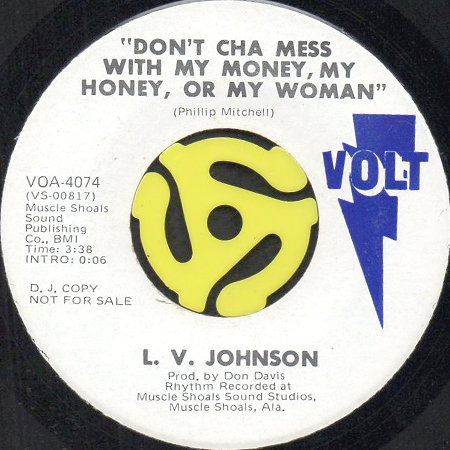 "DON'T CHA MESS
WITH MY MONEY, MY
HONEY, OR MY WOMAN"
(Phillip Mitchell)
VOLT
VOA-4074
(VS-00817)
Muscle Shoals
Sound
Publishing
Co., BMI
Time: 3:38
INTRO: 0:06
D. J. COPY
NOT FOR SALE
L. V. JOHNSON
Prod. by Don Davis
Rhythm Recorded at
Muscle Shoals Sound Studios,
Muscle Shoals, Ala.